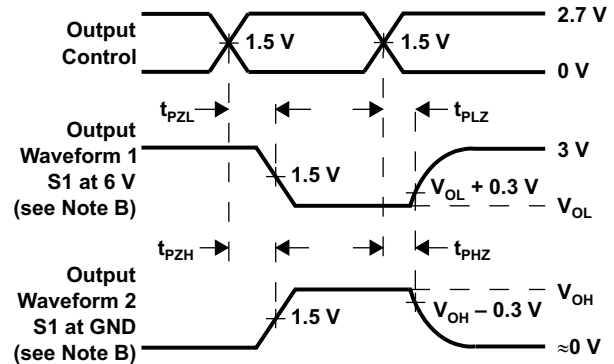 Output
Control
1.5 V
1.5 V
2.7 V
0 V
tPZL
tPLZ
Output
Waveform 1
S1 at 6 V
(see Note B)
1.5 V
3 V
VOL + 0.3 V
VOL
tPZH
tPHZ
Output
Waveform 2
S1 at GND
(see Note B)
1.5 V
VOH
VOH – 0.3 V
≈0 V